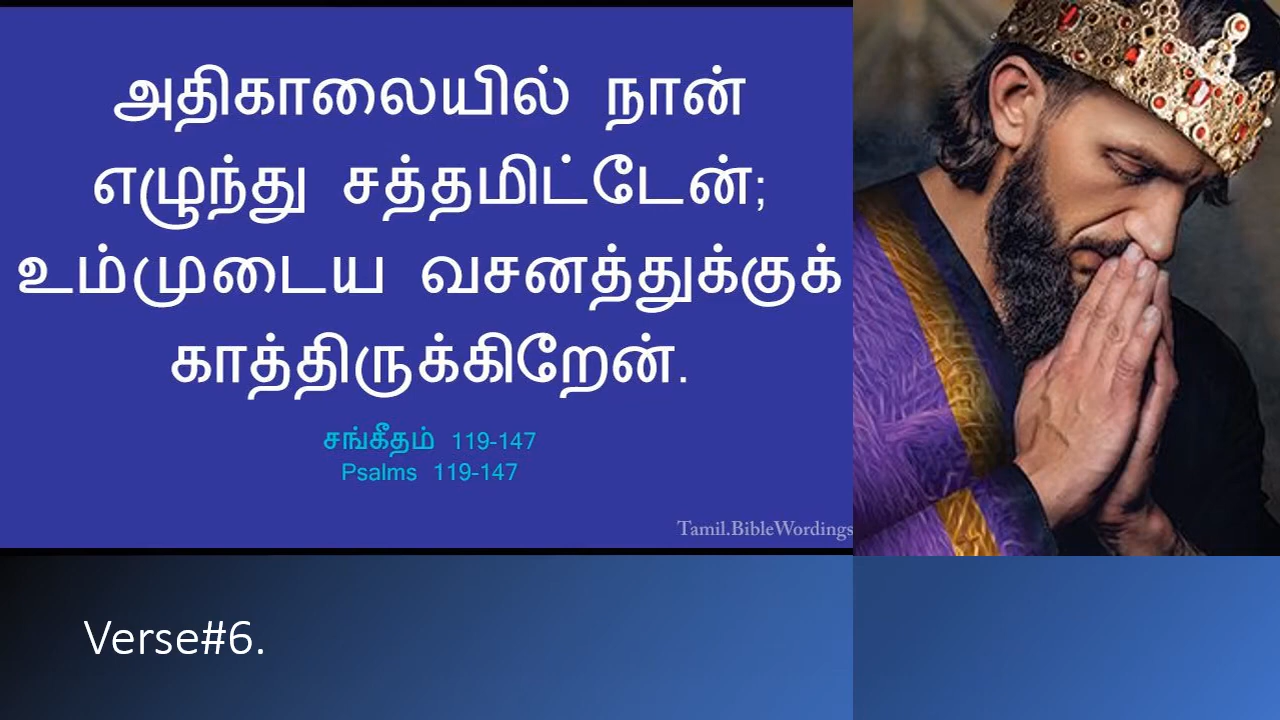 அதிகாலையில் நான்
எழுந்து சத்தமிட்டேன்;
உம்முடைய வசனத்துக்குக்
காத்திருக்கிறேன்.
சங்கீதம் 119-147
Psalms 119-147
Tamil.BibleWordings
Verse#6.